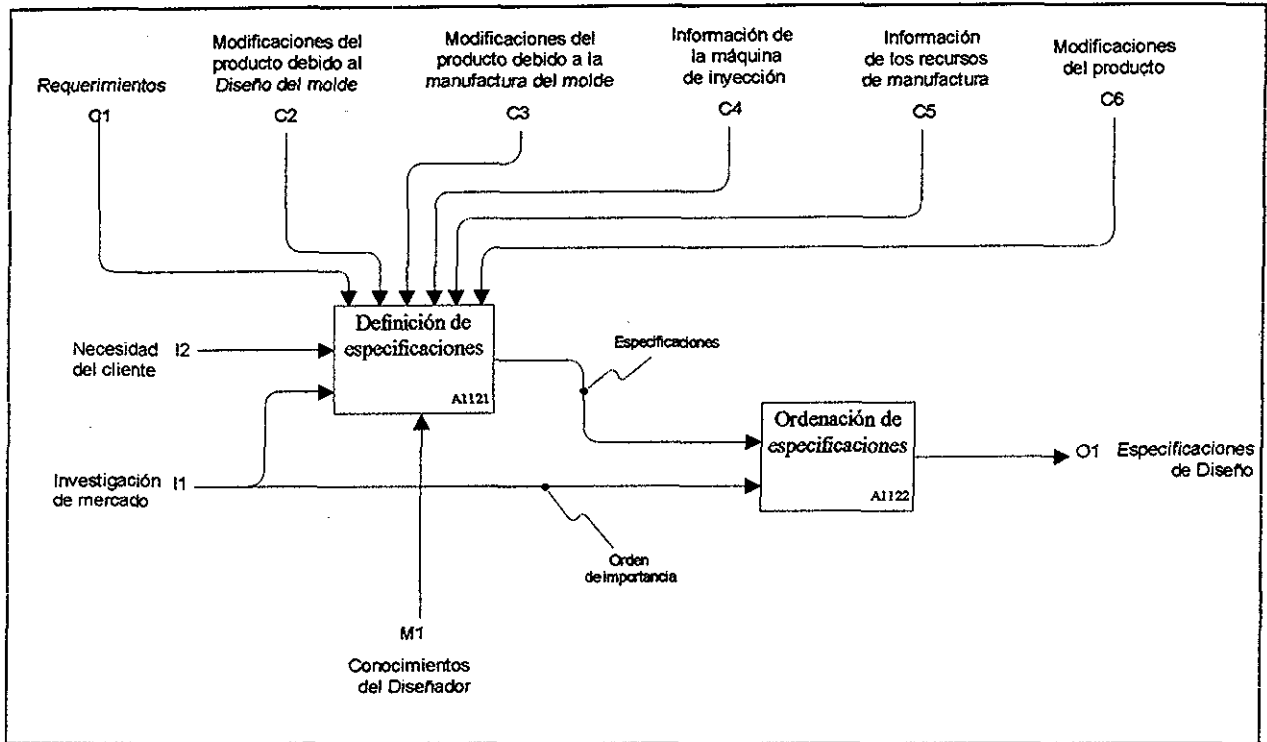 Requerimientos
C1
Modificaciones del
producto debido al
Diseño del molde
C2
Modificaciones del
producto debido a la
manufactura del molde
C3
Información de
la máquina
de inyección
C4
Información
de los recursos
de manufactura
C5
Modificaciones
del producto
C6
Necesidad I2
del cliente
Definición de
especificaciones
A1121
Especificaciones
Investigación I1
de mercado
Ordenación de
especificaciones
A1122
O1 Especificaciones
de Diseño
Orden
de importancia
M1
Conocimientos
del Diseñador